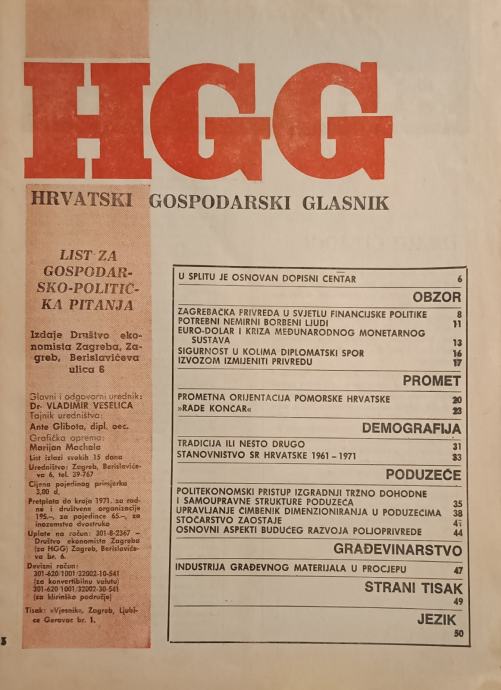 HGG
HRVATSKI GOSPODARSKI GLASNIK
LIST ZA
GOSPODAR-
SKO-POLITIČ-
KA PITANJA
Izdaje Društvo eko-
nomista Zagreba, Za-
greb, Berislavićeva
ulica 6
Glavni i odgovorni urednik:
Dr VLADIMIR VESELICA
Tajnik uredništva:
Ante Glibota, dipl. oec.
Grafička oprema:
Marijan Machala
List izlazi svakih 15 dana
Uredništvo: Zagreb, Berislaviće-
va 6, tel. 39-767
Cijena pojedinog primjerka
3,00 d,
Pretplata do kraja 1971. za rad-
ne i društvene organizacije
195.–, za pojedince 65.–, za
inozemstvo dvostruko
Uplate na račun: 301-8-2367 –
Društvo ekonomista Zagreba
(za HGG) Zagreb, Berislaviće-
va br. 6.
Devizni račun:
301-620/1001/32002-10-541
(za konvertibilnu valutu)
301-620/1001/32002-30-541
(za klirinško područje)
Tisak: »Vjesnik«, Zagreb, Ljubi-
ce Gerovac br. 1.
U SPLITU JE OSNOVAN DOPISNI CENTAR 6
OBZOR
ZAGREBAČKA PRIVREDA U SVJETLU FINANCIJSKE POLITIKE 8
POTREBNI NEMIRNI BORBENI LJUDI 11
EURO-DOLAR I KRIZA MEĐUNARODNOG MONETARNOG
SUSTAVA 13
SIGURNOST U KOLIMA DIPLOMATSKI SPOR 16
IZVOZOM IZMIJENITI PRIVREDU 17
PROMET
PROMETNA ORIJENTACIJA POMORSKE HRVATSKE 20
»RADE KONČAR« 23
DEMOGRAFIJA
TRADICIJA ILI NEŠTO DRUGO 31
STANOVNIŠTVO SR HRVATSKE 1961–1971 33
PODUZEĆE
POLITEKONOMSKI PRISTUP IZGRADNJI TRŽNO DOHODNE
I SAMOUPRAVNE STRUKTURE PODUZEĆA 35
UPRAVLJANJE ČIMBENIK DIMENZIONIRANJA U PODUZEĆIMA 38
STOČARSTVO ZAOSTAJE
OSNOVNI ASPEKTI BUDUĆEG RAZVOJA POLJOPRIVREDE 44
GRAĐEVINARSTVO
INDUSTRIJA GRAĐEVNOG MATERIJALA U PROCJEPU 47
STRANI TISAK
49
JEZIK
50